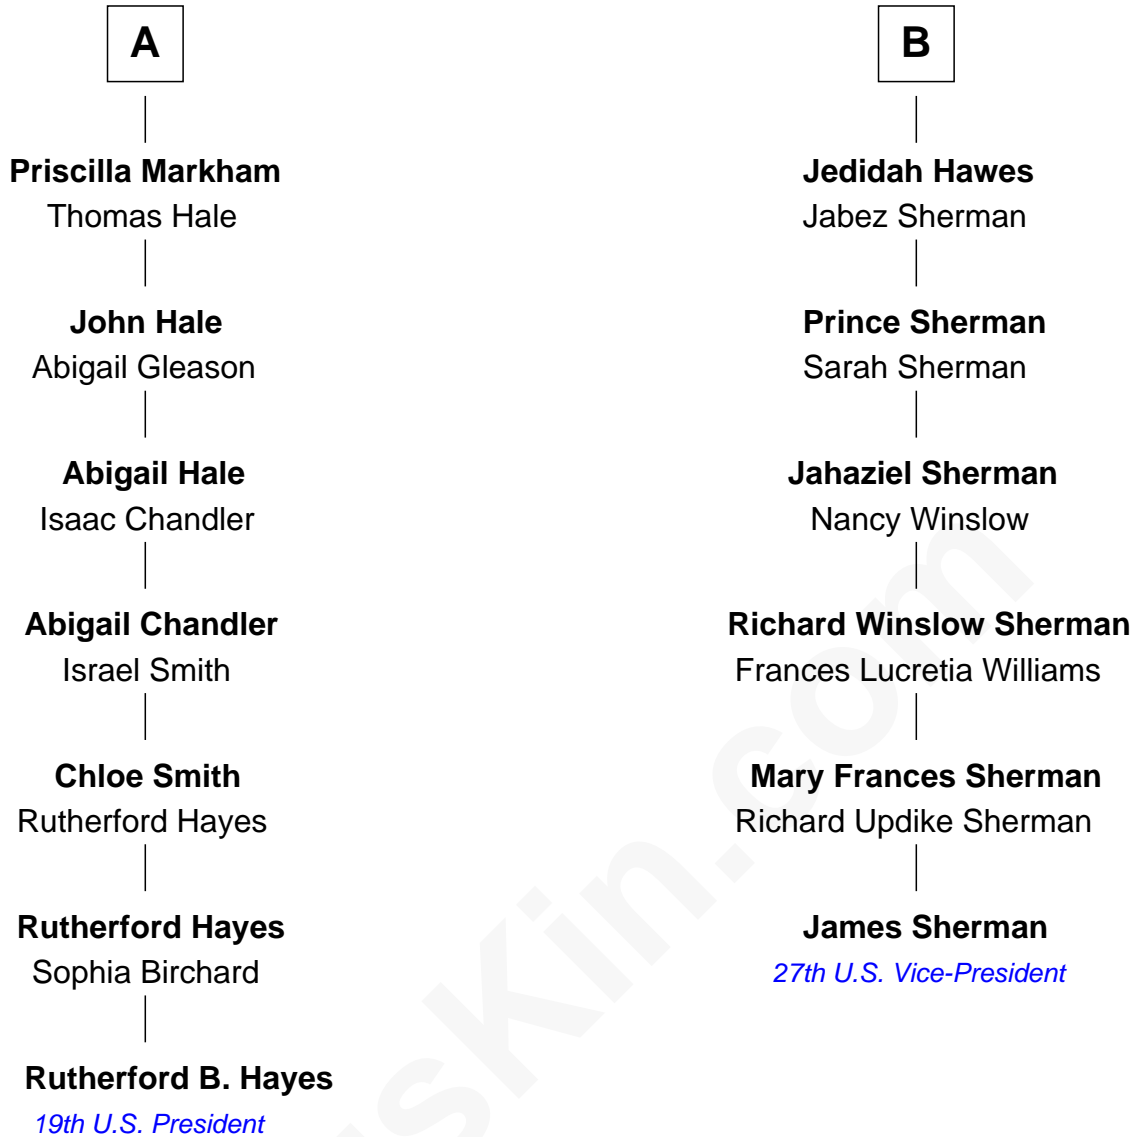 A
Priscilla Markham
Thomas Hale
John Hale
Abigail Gleason
Abigail Hale
Isaac Chandler
Abigail Chandler
Israel Smith
Chloe Smith
Rutherford Hayes
Rutherford Hayes
Sophia Birchard
Rutherford B. Hayes
19th U.S. President
B
Jedidah Hawes
Jabez Sherman
Prince Sherman
Sarah Sherman
Jahaziel Sherman
Nancy Winslow
Richard Winslow Sherman
Frances Lucretia Williams
Mary Frances Sherman
Richard Updike Sherman
James Sherman
27th U.S. Vice-President